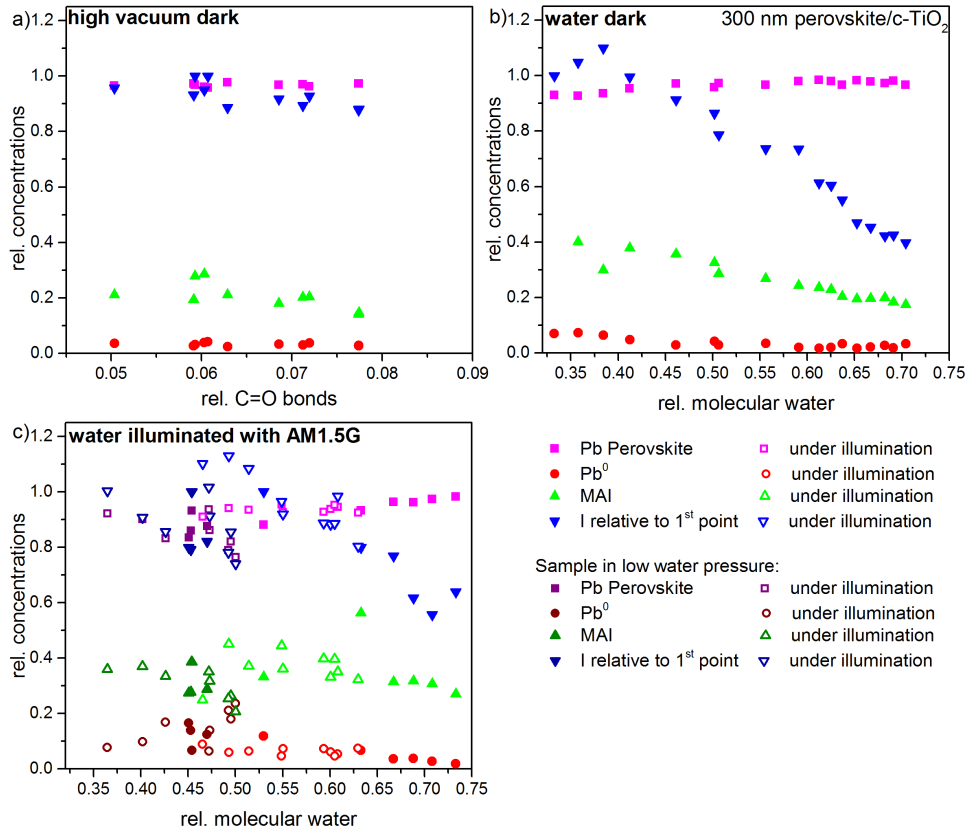 a)
high vacuum dark
1.2
1.0
0.8
0.6
0.4
0.2
0.0
rel. concentrations
0.05 0.06 0.07 0.08 0.09
rel. C=O bonds
b)
water dark
300 nm perovskite/c-TiO₂
1.2
1.0
0.8
0.6
0.4
0.2
0.0
rel. concentrations
0.35 0.40 0.45 0.50 0.55 0.60 0.65 0.70 0.75
rel. molecular water
c)
water illuminated with AM1.5G
1.2
1.0
0.8
0.6
0.4
0.2
0.0
rel. concentrations
0.35 0.40 0.45 0.50 0.55 0.60 0.65 0.70 0.75
rel. molecular water
Pb Perovskite under illumination
Pb⁰ under illumination
MAI under illumination
I relative to 1ˢᵗ point under illumination
Sample in low water pressure:
Pb Perovskite under illumination
Pb⁰ under illumination
MAI under illumination
I relative to 1ˢᵗ point under illumination